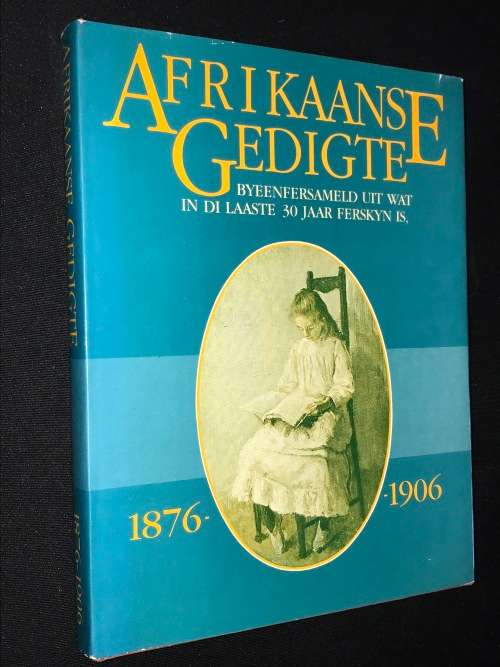 AFRIKAANSE
GEDIGTE
BYEENFERSAMELD UIT WAT
IN DI LAASTE 30 JAAR FERSKYN IS,
1876-
-1906
AFRIKAANSE GEDIGTE
1876-1906